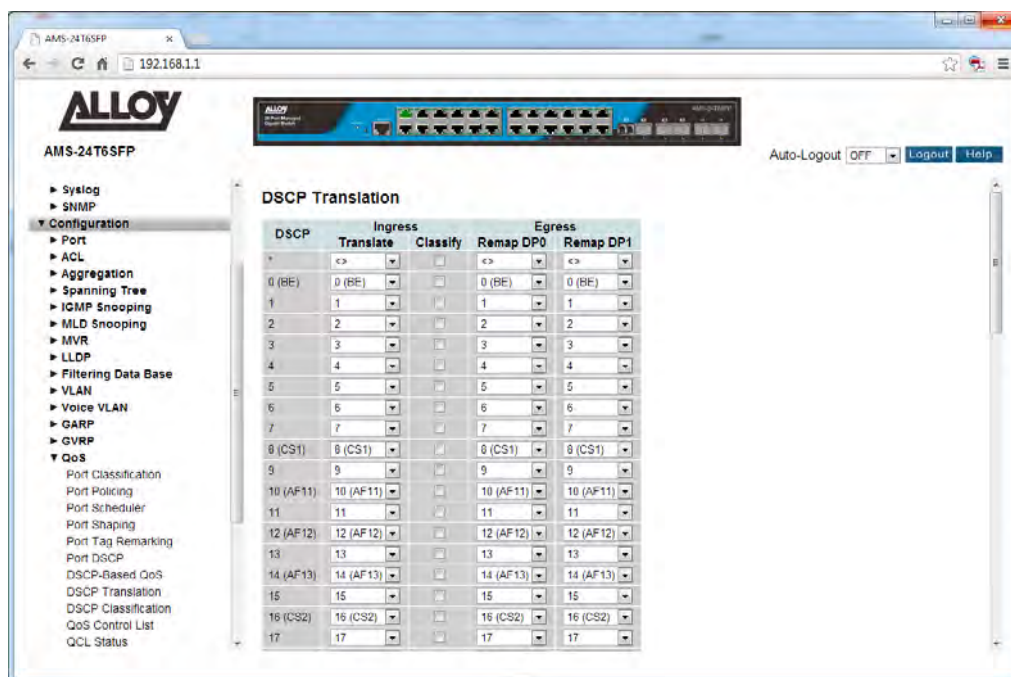 AMS-24T6SFP
192.168.1.1
ALLOY
ALLOY
AMS-24T6SFP
Auto-Logout OFF Logout Help
Syslog
SNMP
Configuration
Port
ACL
Aggregation
Spanning Tree
IGMP Snooping
MLD Snooping
MVR
LLDP
Filtering Data Base
VLAN
Voice VLAN
GARP
GVRP
QoS
Port Classification
Port Policing
Port Scheduler
Port Shaping
Port Tag Remarking
Port DSCP
DSCP-Based QoS
DSCP Translation
DSCP Classification
QoS Control List
QCL Status
DSCP Translation
DSCP Ingress Egress
Translate Classify Remap DP0 Remap DP1
* <> <> <>
0 (BE) 0 (BE) 0 (BE) 0 (BE)
1 1 1 1
2 2 2 2
3 3 3 3
4 4 4 4
5 5 5 5
6 6 6 6
7 7 7 7
8 (CS1) 8 (CS1) 8 (CS1) 8 (CS1)
9 9 9 9
10 (AF11) 10 (AF11) 10 (AF11) 10 (AF11)
11 11 11 11
12 (AF12) 12 (AF12) 12 (AF12) 12 (AF12)
13 13 13 13
14 (AF13) 14 (AF13) 14 (AF13) 14 (AF13)
15 15 15 15
16 (CS2) 16 (CS2) 16 (CS2) 16 (CS2)
17 17 17 17